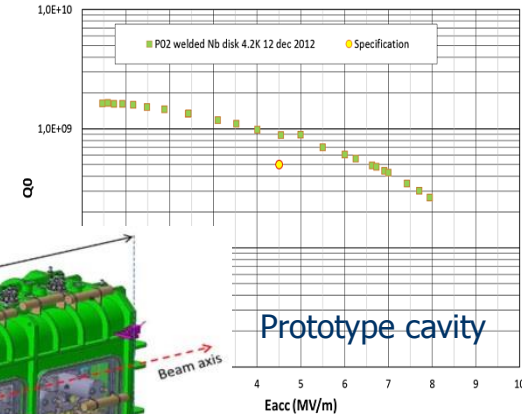 1,0E+10
P02 welded Nb disk 4.2K 12 dec 2012
Specification
1,0E+09
Q0
Prototype cavity
Beam axis
4 5 6 7 8 9 10
Eacc (MV/m)